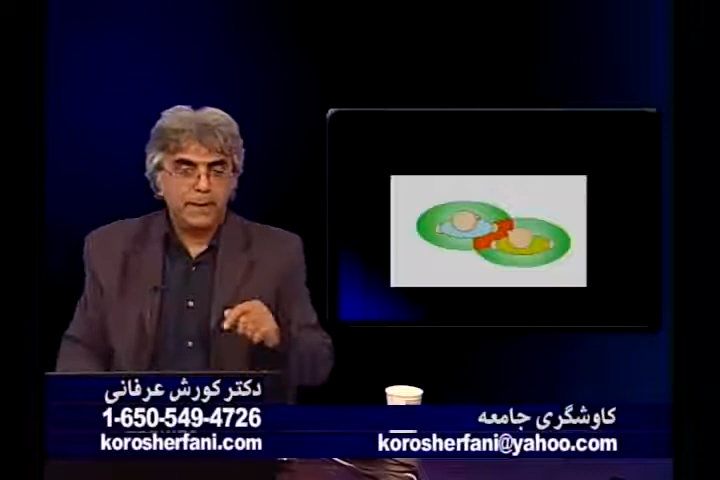 دکتر کورش عرفانی
1-650-549-4726
korosherfani.com
کاوشگری جامعه
korosherfani@yahoo.com